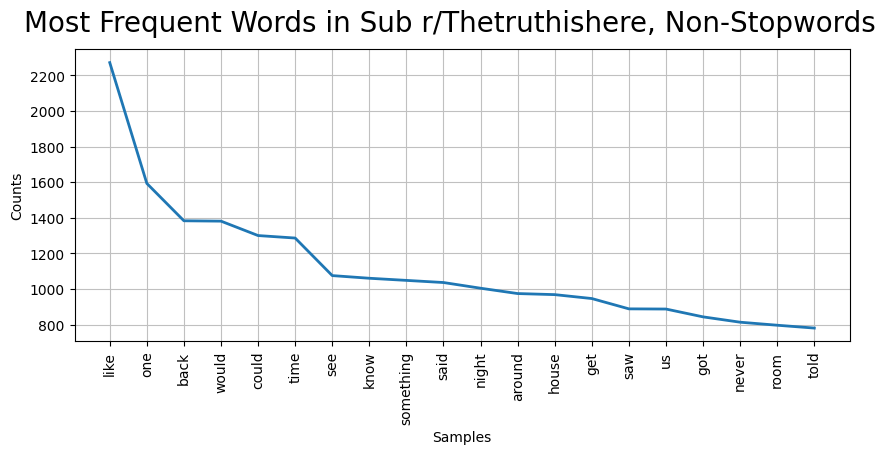 Most Frequent Words in Sub r/Thetruthishere, Non-Stopwords
2200
2000
1800
1600
1400
1200
1000
800
Counts
like
one
back
would
could
time
see
know
something
said
night
around
house
get
saw
us
got
never
room
told
Samples